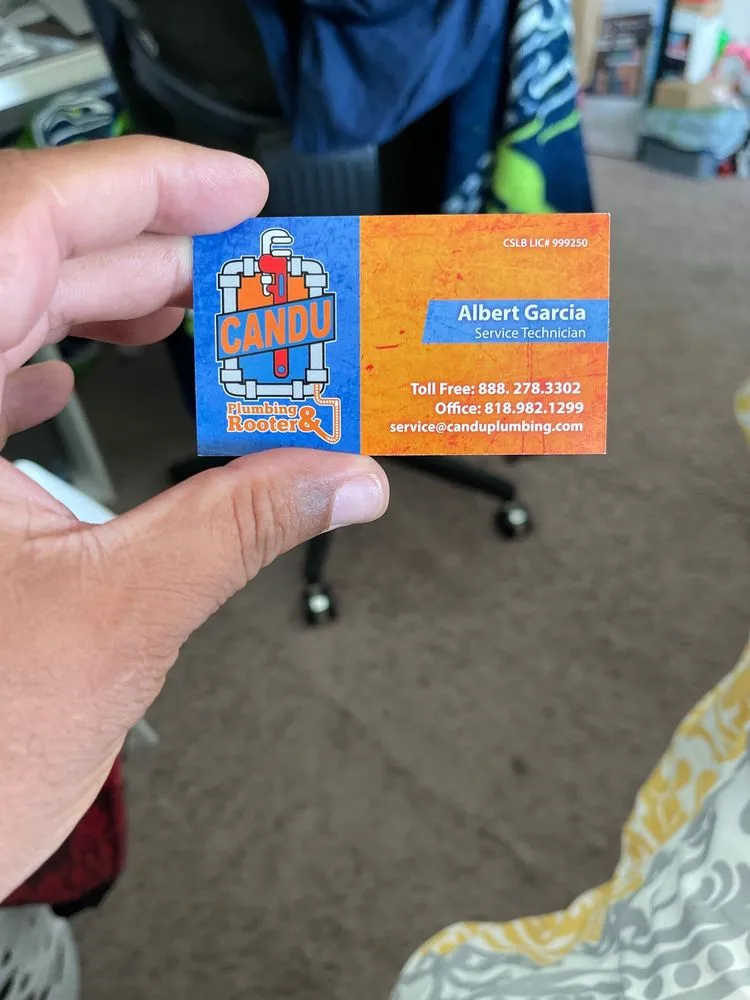 CANDU
Plumbing
Rooter&
CSLB LIC# 999250
Albert Garcia
Service Technician
Toll Free: 888. 278.3302
Office: 818.982.1299
service@canduplumbing.com